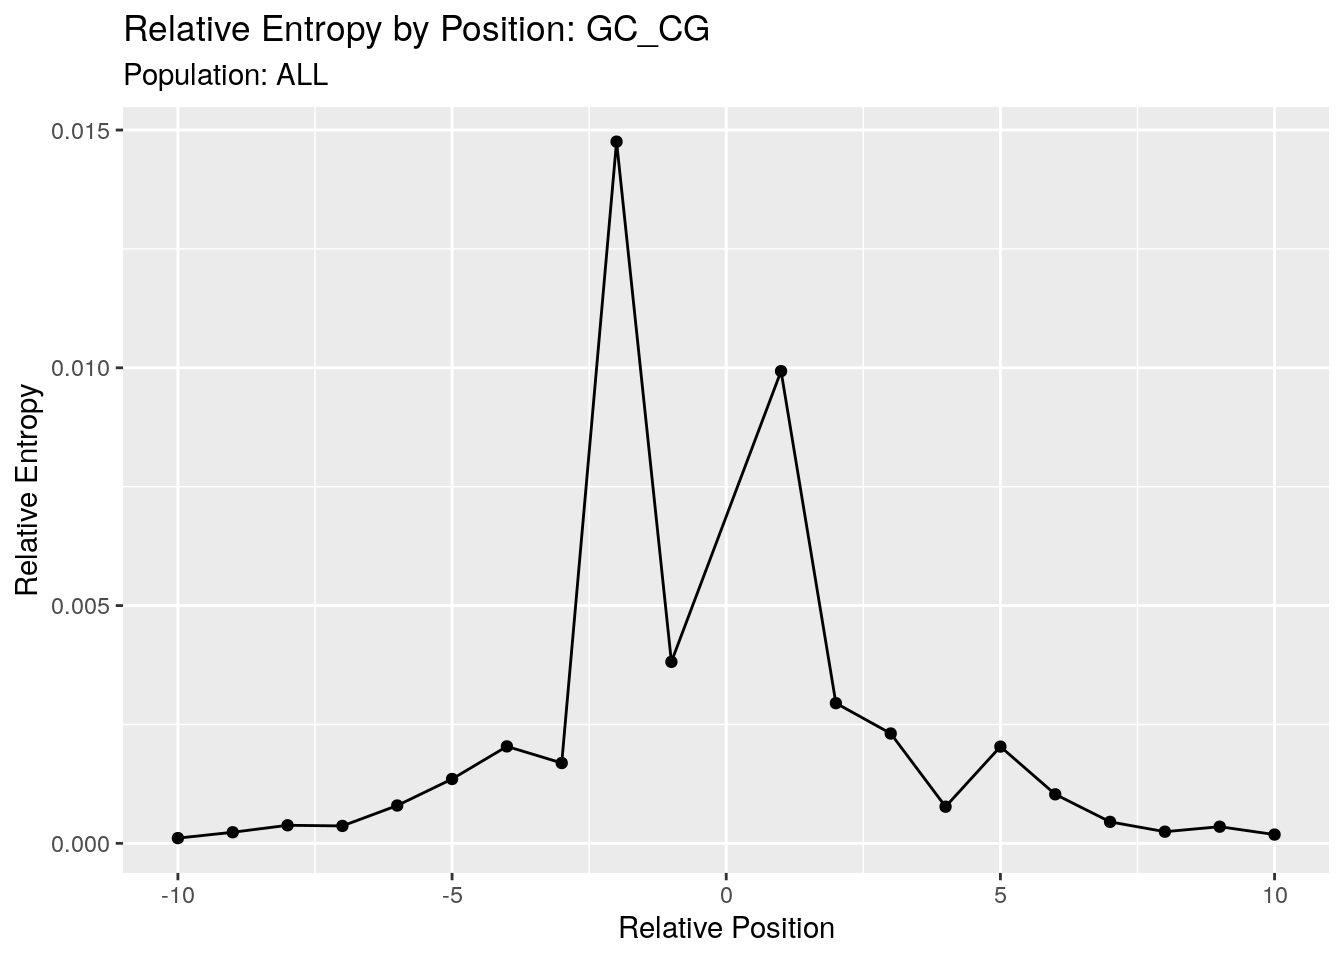 Relative Entropy by Position: GC_CG
Population: ALL
0.015
0.010
0.005
0.000
Relative Entropy
-10 -5 0 5 10
Relative Position